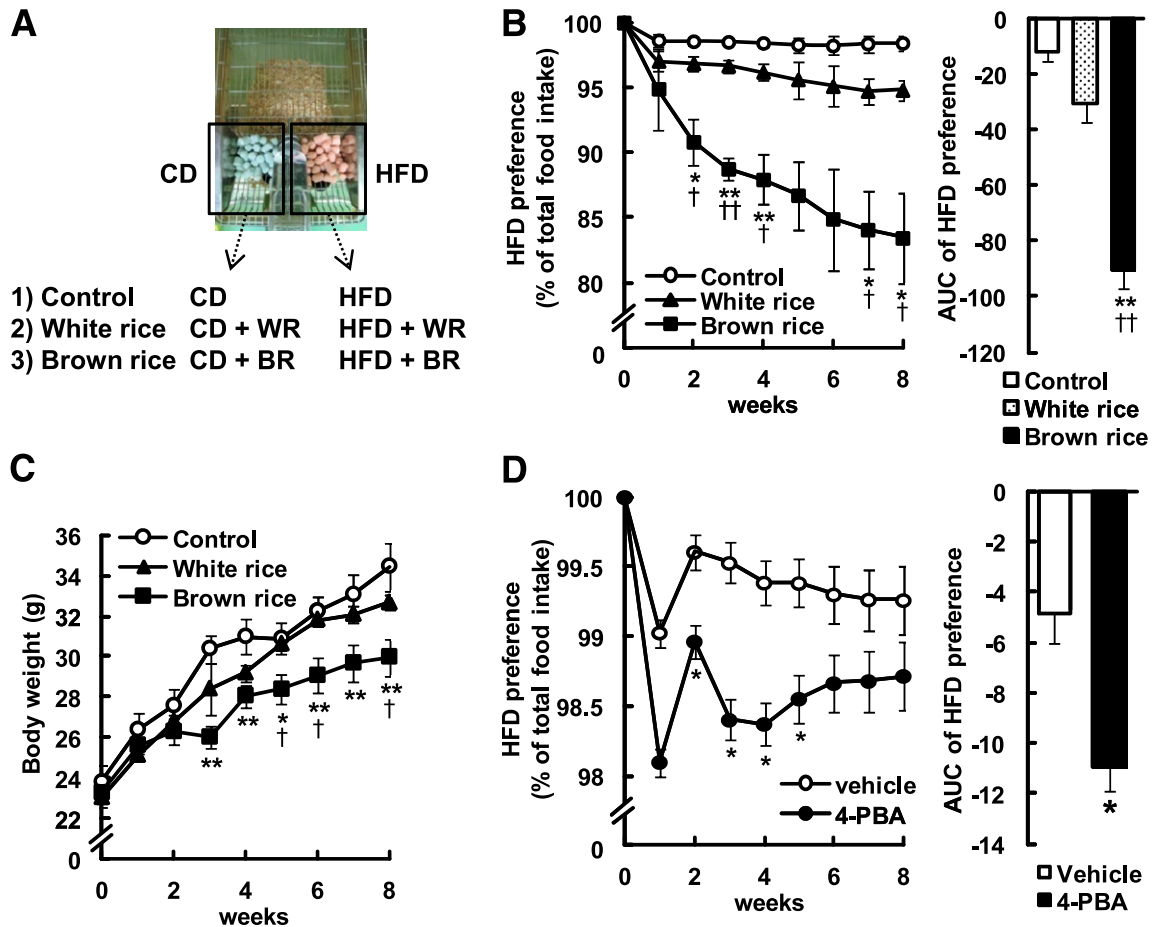 A
CD
HFD
1) Control CD HFD
2) White rice CD + WR HFD + WR
3) Brown rice CD + BR HFD + BR
B
HFD preference
(% of total food intake)
100
95
90
85
80
0
*
†
**
††
**
†
*
†
*
†
Control
White rice
Brown rice
0 2 4 6 8
weeks
AUC of HFD preference
0
-20
-40
-60
-80
-100
-120
**
††
Control
White rice
Brown rice
C
Body weight (g)
36
34
32
30
28
26
24
22
0
Control
White rice
Brown rice
**
**
*
†
**
†
**
**
†
0 2 4 6 8
weeks
D
HFD preference
(% of total food intake)
100
99.5
99
98.5
98
0
*
*
*
*
vehicle
4-PBA
0 2 4 6 8
weeks
AUC of HFD preference
0
-2
-4
-6
-8
-10
-12
-14
*
Vehicle
4-PBA